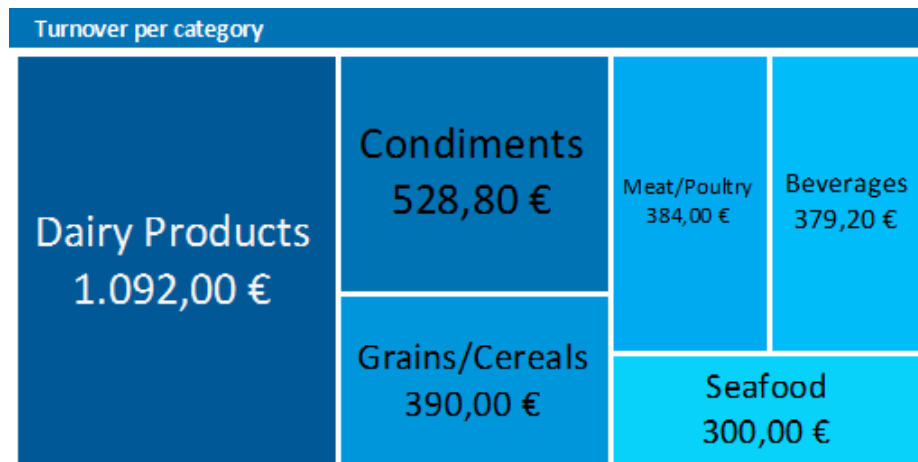 Turnover per category
Dairy Products
1.092,00 €
Condiments
528,80 €
Grains/Cereals
390,00 €
Meat/Poultry
384,00 €
Beverages
379,20 €
Seafood
300,00 €